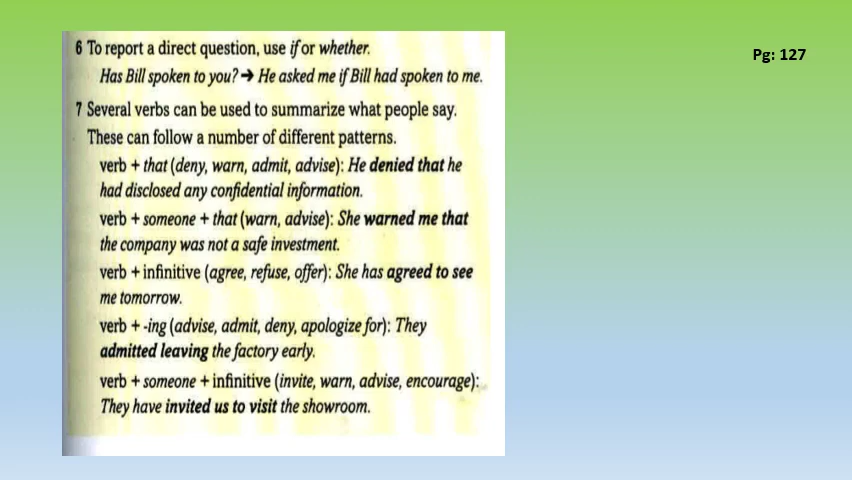 6 To report a direct question, use if or whether.
Has Bill spoken to you? → He asked me if Bill had spoken to me.
7 Several verbs can be used to summarize what people say.
These can follow a number of different patterns.
verb + that (deny, warn, admit, advise): He denied that he
had disclosed any confidential information.
verb + someone + that (warn, advise): She warned me that
the company was not a safe investment.
verb + infinitive (agree, refuse, offer): She has agreed to see
me tomorrow.
verb + -ing (advise, admit, deny, apologize for): They
admitted leaving the factory early.
verb + someone + infinitive (invite, warn, advise, encourage):
They have invited us to visit the showroom.
Pg: 127